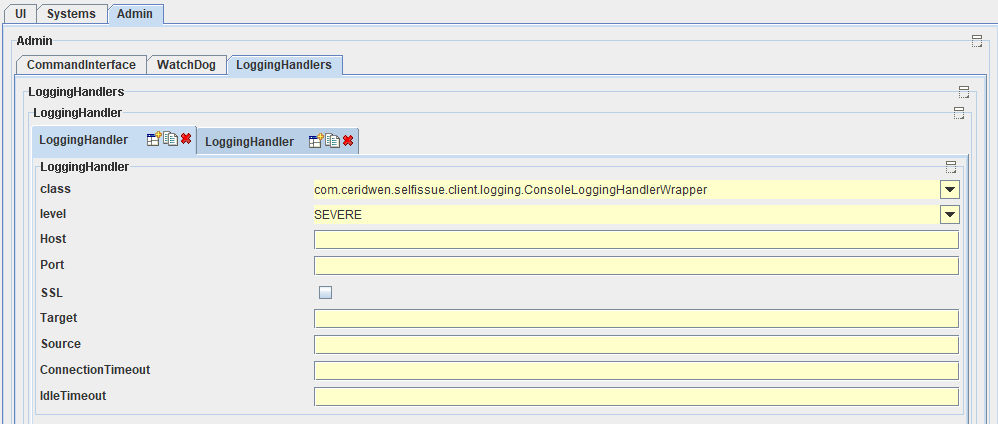 UI Systems Admin
Admin
CommandInterface WatchDog LoggingHandlers
LoggingHandlers
LoggingHandler
LoggingHandler LoggingHandler
LoggingHandler
class com.ceridwen.selfissue.client.logging.ConsoleLoggingHandlerWrapper
level SEVERE
Host
Port
SSL
Target
Source
ConnectionTimeout
IdleTimeout